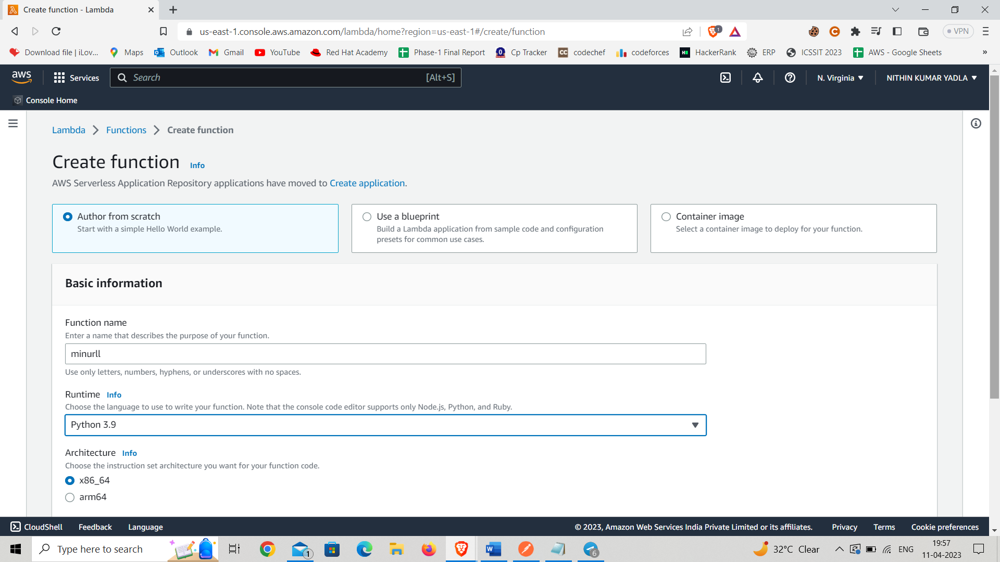 Create function - Lambda
us-east-1.console.aws.amazon.com/lambda/home?region=us-east-1#/create/function
1
VPN
Download file | iLov...
Maps
Outlook
Gmail
YouTube
Red Hat Academy
Phase-1 Final Report
Cp Tracker
codechef
codeforces
HackerRank
ERP
ICSSIT 2023
AWS - Google Sheets
»
aws
Services
Search
[Alt+S]
N. Virginia
NITHIN KUMAR YADLA
Console Home
Lambda
Functions
Create function
Create function
Info
AWS Serverless Application Repository applications have moved to Create application.
Author from scratch
Start with a simple Hello World example.
Use a blueprint
Build a Lambda application from sample code and configuration
presets for common use cases.
Container image
Select a container image to deploy for your function.
Basic information
Function name
Enter a name that describes the purpose of your function.
minurll
Use only letters, numbers, hyphens, or underscores with no spaces.
Runtime
Info
Choose the language to use to write your function. Note that the console code editor supports only Node.js, Python, and Ruby.
Python 3.9
Architecture
Info
Choose the instruction set architecture you want for your function code.
x86_64
arm64
CloudShell
Feedback
Language
© 2023, Amazon Web Services India Private Limited or its affiliates.
Privacy
Terms
Cookie preferences
Type here to search
1
6
32°C Clear
ENG
19:57
11-04-2023